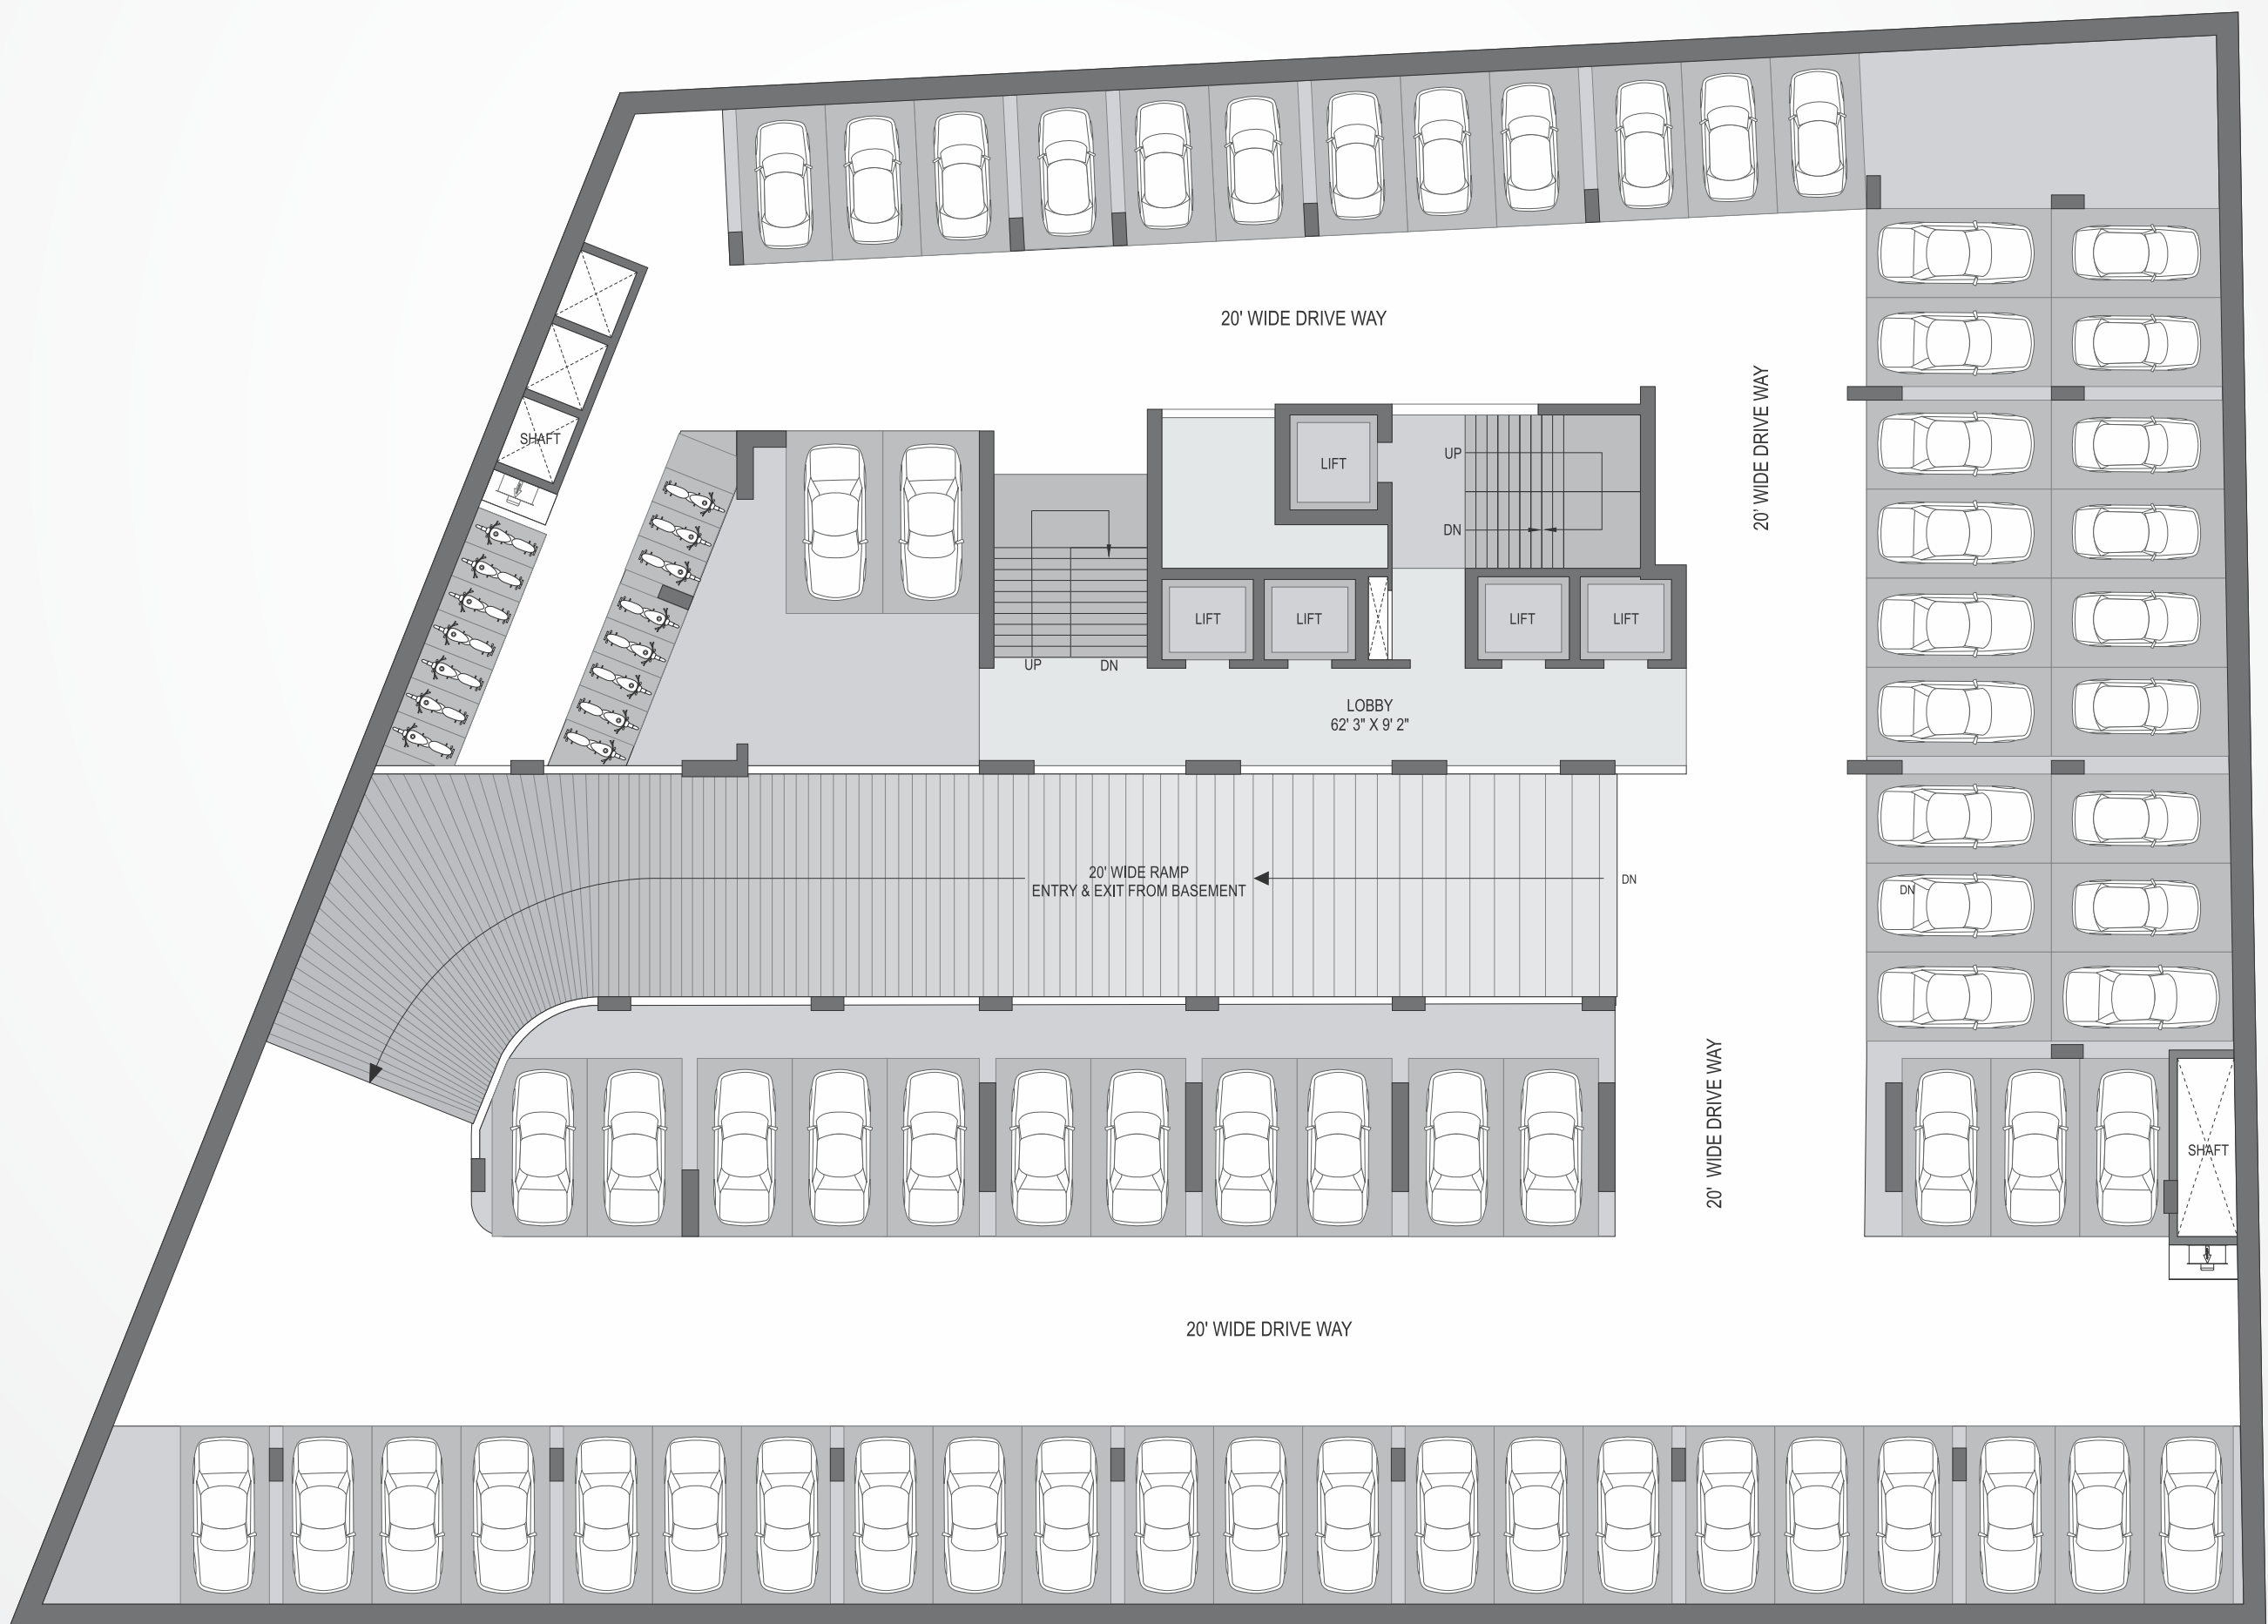 20' WIDE DRIVE WAY
20' WIDE DRIVE WAY
SHAFT
LIFT
UP
DN
LIFT
LIFT
LIFT
LIFT
UP
DN
LOBBY
62' 3" X 9' 2"
20' WIDE RAMP
ENTRY & EXIT FROM BASEMENT
DN
DN
20' WIDE DRIVE WAY
SHAFT
20' WIDE DRIVE WAY